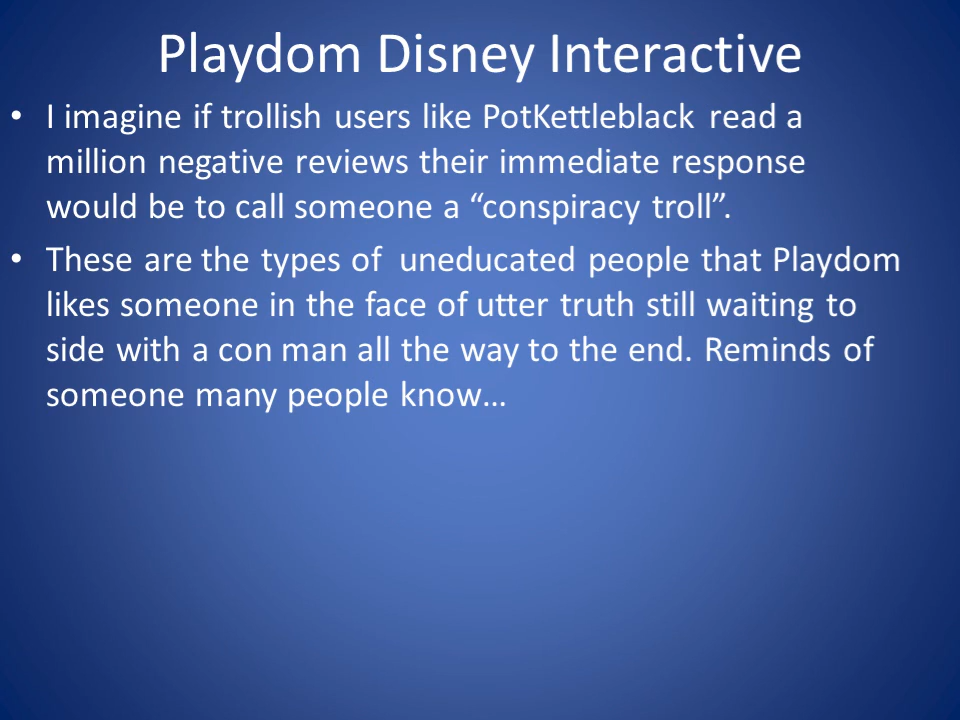 Playdom Disney Interactive
• I imagine if trollish users like PotKettleblack read a
million negative reviews their immediate response
would be to call someone a “conspiracy troll”.
• These are the types of  uneducated people that Playdom
likes someone in the face of utter truth still waiting to
side with a con man all the way to the end. Reminds of
someone many people know…